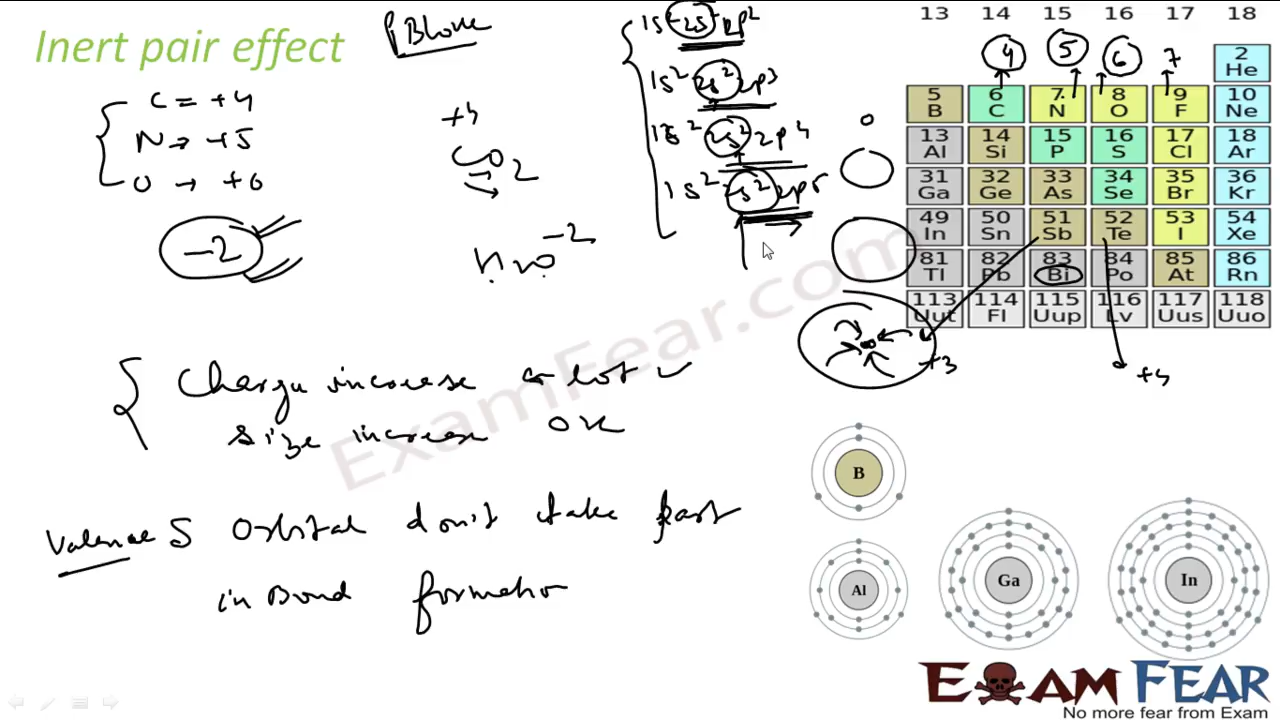 Inert pair effect
P Block
C = +4
N → +5
O → +6
-2
+4
CO2
H2O -2
1s 2s 2p2
1s2 2s2 2p3
1s2 2s2 2p4
1s2 2s2 2p5
Charge increase a lot ✓
size increase
Valence S Orbital don't take part
in Bond formation
13 14 15 16 17 18
4 5 6 7
2 He
5 B 6 C 7 N 8 O 9 F 10 Ne
13 Al 14 Si 15 P 16 S 17 Cl 18 Ar
31 Ga 32 Ge 33 As 34 Se 35 Br 36 Kr
49 In 50 Sn 51 Sb 52 Te 53 I 54 Xe
81 Tl 82 Pb 83 Bi 84 Po 85 At 86 Rn
113 Uut 114 Fl 115 Uup 116 Lv 117 Uus 118 Uuo
+3
+4
B
Al
Ga
In
ExamFear.com
EXAM FEAR
No more fear from Exam